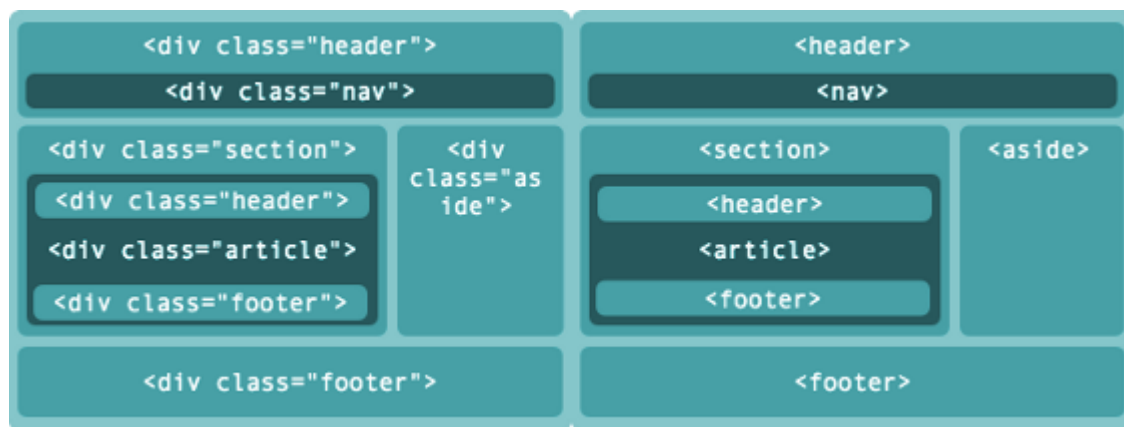 <div class="header">
<div class="nav">
<div class="section">
<div class="header">
<div class="article">
<div class="footer">
<div
class="as
ide">
<div class="footer">
<header>
<nav>
<section>
<header>
<article>
<footer>
<aside>
<footer>